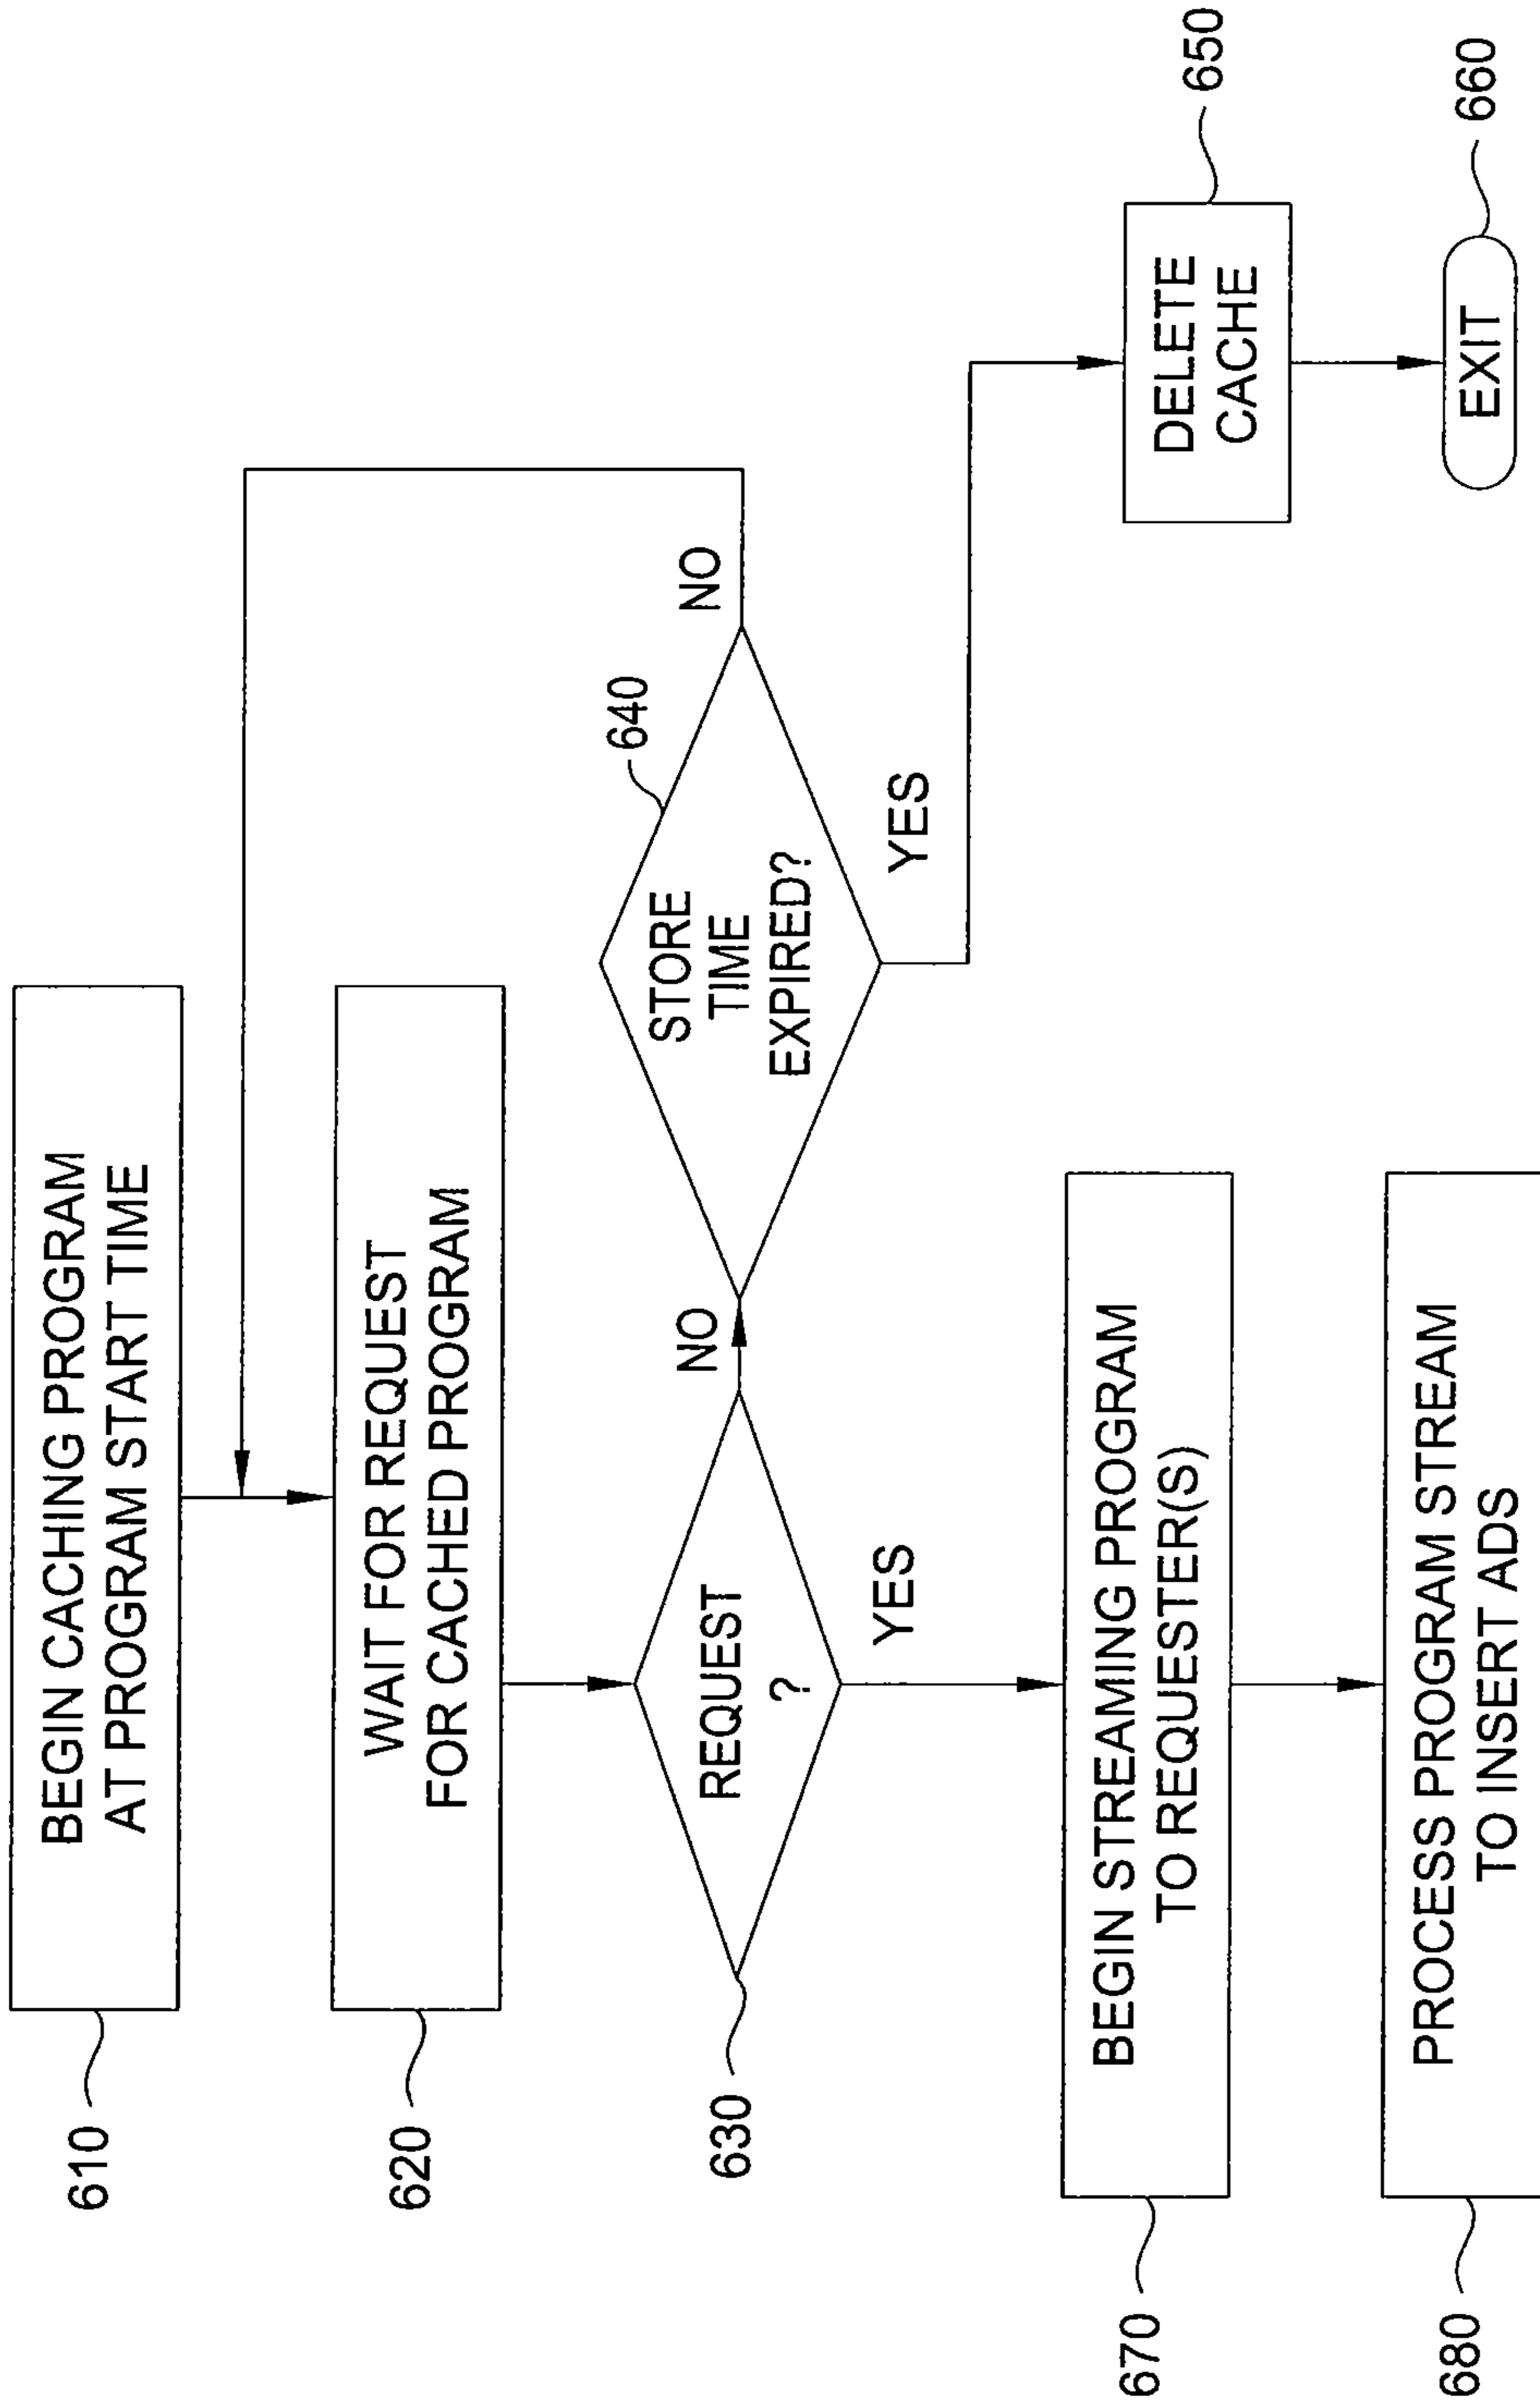 610
BEGIN CACHING PROGRAM
AT PROGRAM START TIME
620
WAIT FOR REQUEST
FOR CACHED PROGRAM
630
REQUEST
?
NO
YES
640
STORE
TIME
EXPIRED?
NO
YES
650
DELETE
CACHE
660
EXIT
670
BEGIN STREAMING PROGRAM
TO REQUESTER(S)
680
PROCESS PROGRAM STREAM
TO INSERT ADS